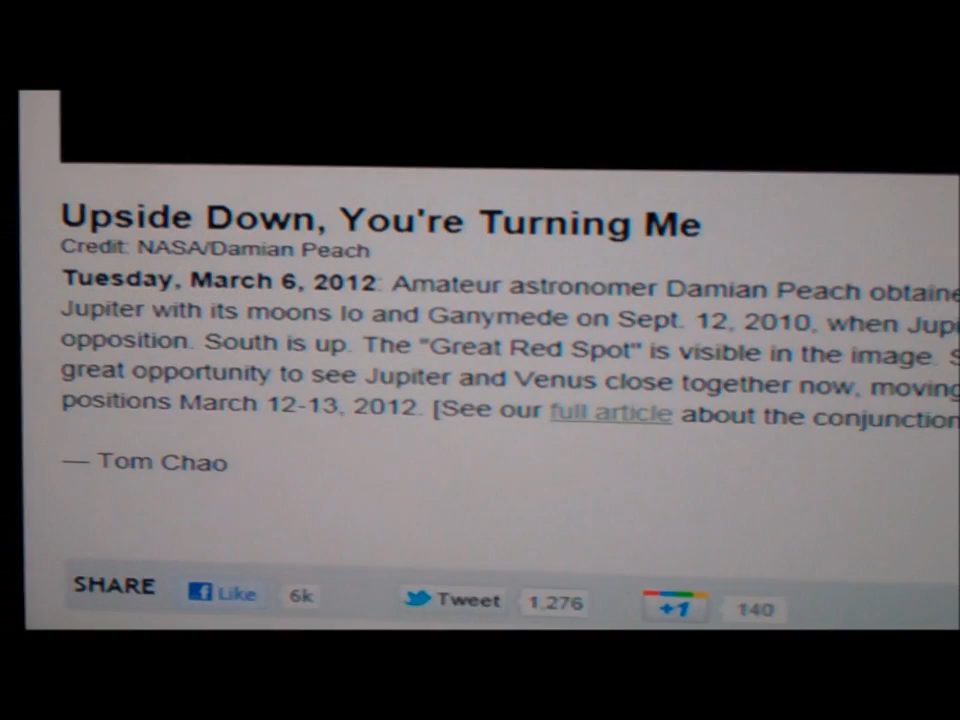 Upside Down, You're Turning Me
Credit: NASA/Damian Peach
Tuesday, March 6, 2012: Amateur astronomer Damian Peach obtaine
Jupiter with its moons Io and Ganymede on Sept. 12, 2010, when Jupi
opposition. South is up. The "Great Red Spot" is visible in the image. S
great opportunity to see Jupiter and Venus close together now, moving
positions March 12-13, 2012. [See our full article about the conjunction
— Tom Chao
SHARE Like 6k Tweet 1,276 +1 140